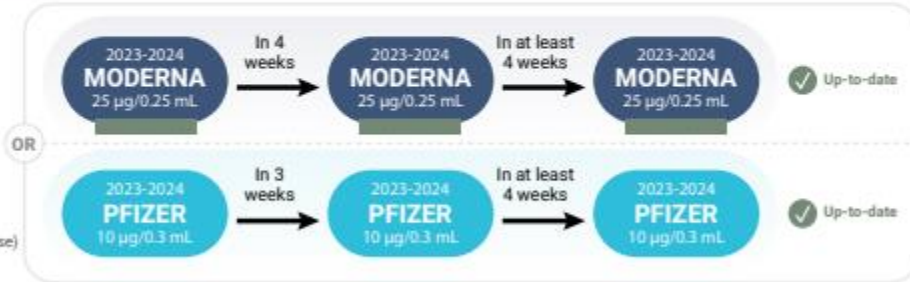 2023-2024
MODERNA
25 µg/0.25 mL
In 4
weeks
2023-2024
MODERNA
25 µg/0.25 mL
In at least
4 weeks
2023-2024
MODERNA
25 µg/0.25 mL
Up-to-date
OR
2023-2024
PFIZER
10 µg/0.3 mL
In 3
weeks
2023-2024
PFIZER
10 µg/0.3 mL
In at least
4 weeks
2023-2024
PFIZER
10 µg/0.3 mL
Up-to-date
se)